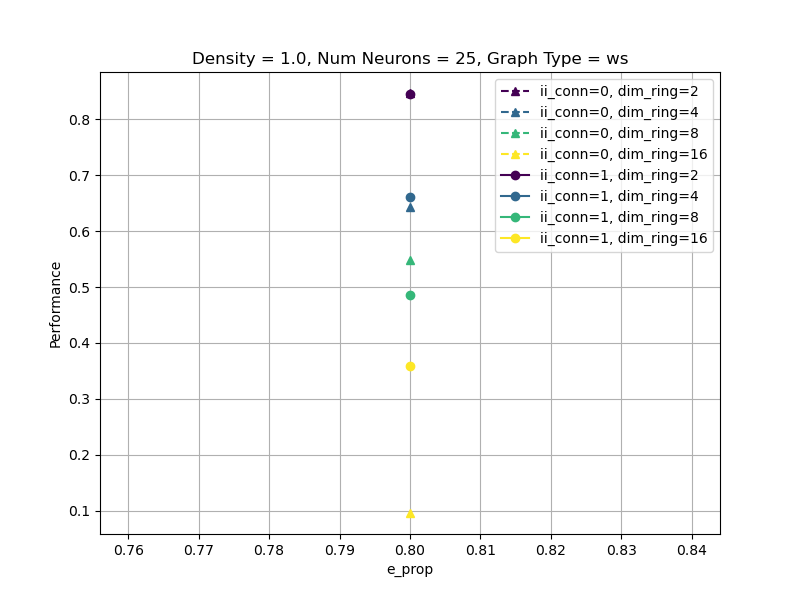 Density = 1.0, Num Neurons = 25, Graph Type = ws
ii_conn=0, dim_ring=2
ii_conn=0, dim_ring=4
ii_conn=0, dim_ring=8
ii_conn=0, dim_ring=16
ii_conn=1, dim_ring=2
ii_conn=1, dim_ring=4
ii_conn=1, dim_ring=8
ii_conn=1, dim_ring=16
Performance
0.8
0.7
0.6
0.5
0.4
0.3
0.2
0.1
0.76 0.77 0.78 0.79 0.80 0.81 0.82 0.83 0.84
e_prop